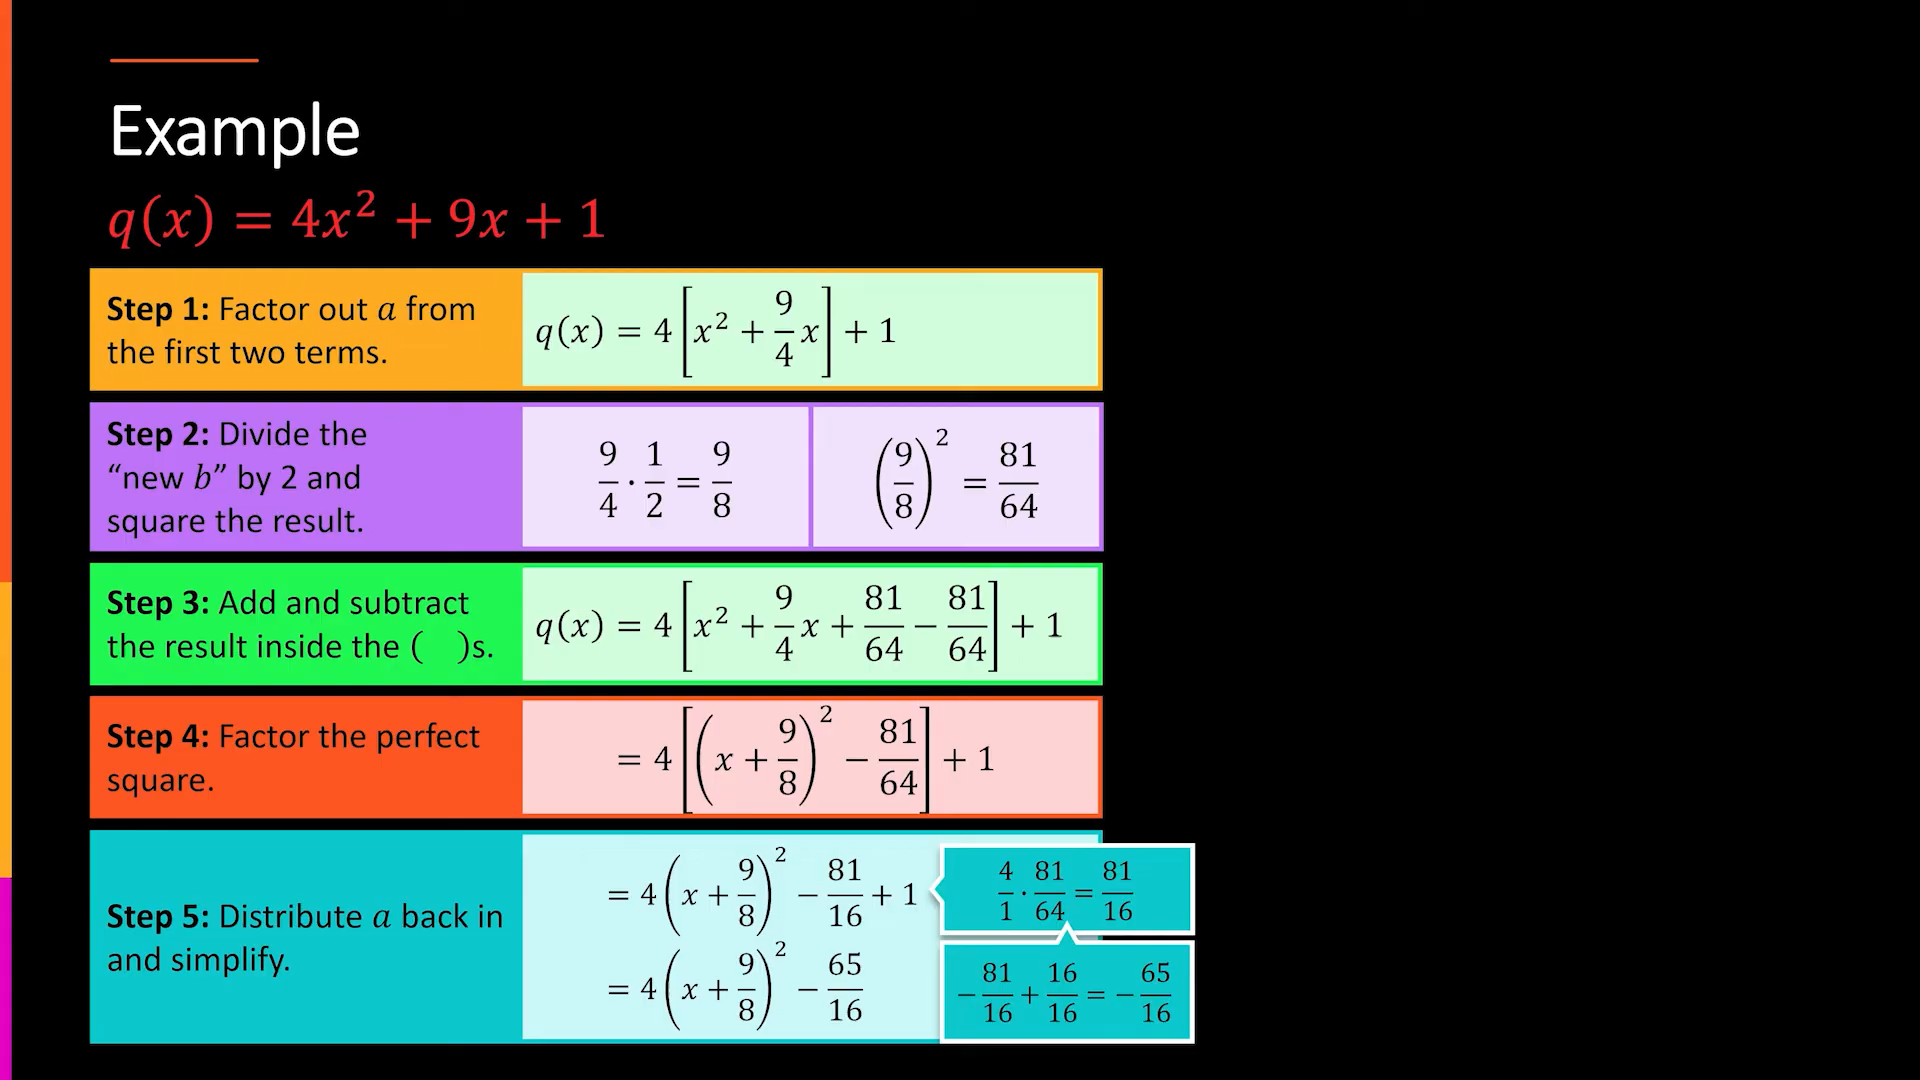 Example
q(x) = 4x² + 9x + 1
Step 1: Factor out a from
the first two terms.
q(x) = 4[x² + 9/4 x] + 1
Step 2: Divide the
“new b” by 2 and
square the result.
9/4 · 1/2 = 9/8
(9/8)² = 81/64
Step 3: Add and subtract
the result inside the (   )s.
q(x) = 4[x² + 9/4 x + 81/64 − 81/64] + 1
Step 4: Factor the perfect
square.
= 4[(x + 9/8)² − 81/64] + 1
Step 5: Distribute a back in
and simplify.
= 4(x + 9/8)² − 81/16 + 1
= 4(x + 9/8)² − 65/16
4/1 · 81/64 = 81/16
− 81/16 + 16/16 = − 65/16